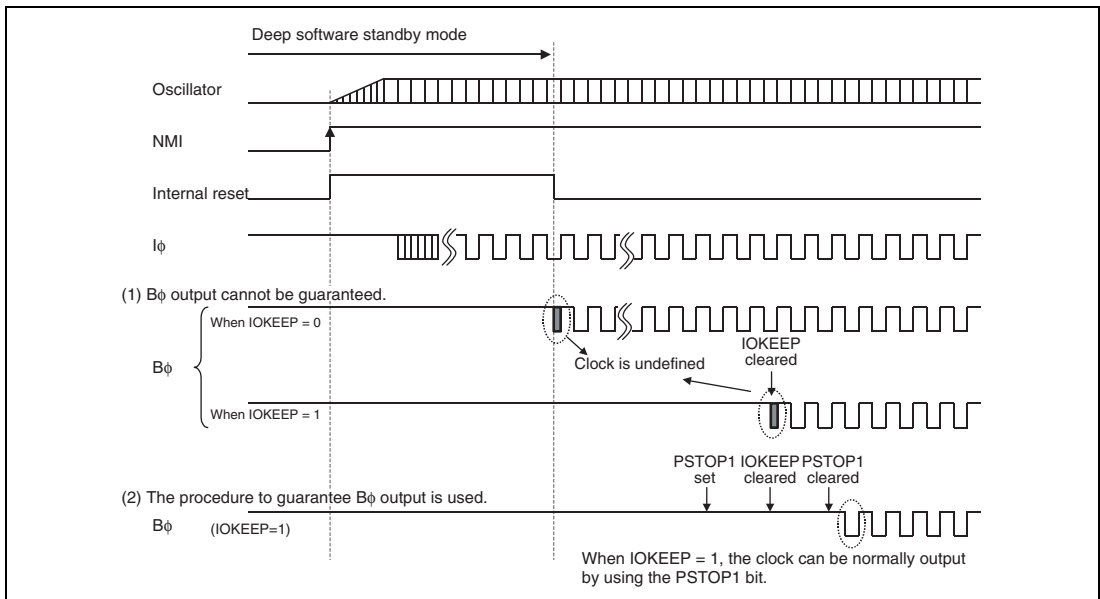 Deep software standby mode
Oscillator
NMI
Internal reset
Iϕ
(1) Bϕ output cannot be guaranteed.
When IOKEEP = 0
Bϕ
Clock is undefined
IOKEEP
cleared
When IOKEEP = 1
PSTOP1 IOKEEP PSTOP1
set cleared cleared
(2) The procedure to guarantee Bϕ output is used.
Bϕ (IOKEEP=1)
When IOKEEP = 1, the clock can be normally output
by using the PSTOP1 bit.